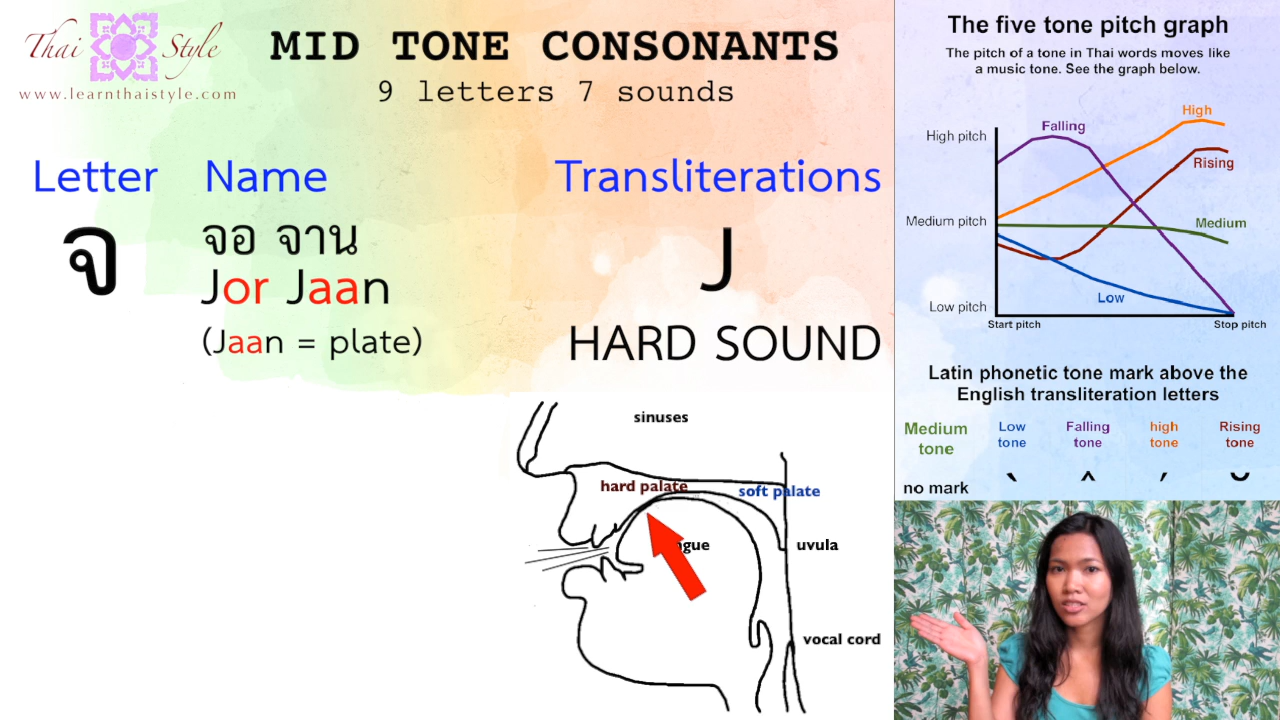 Thai Style
www.learnthaistyle.com
MID TONE CONSONANTS
9 letters 7 sounds
Letter Name Transliterations
จ
จอ จาน
Jor Jaan
(Jaan = plate)
J
HARD SOUND
sinuses
hard palate
soft palate
uvula
vocal cord
The five tone pitch graph
The pitch of a tone in Thai words moves like
a music tone. See the graph below.
High
Falling
High pitch
Rising
Medium pitch
Medium
Low
Low pitch
Start pitch
Stop pitch
Latin phonetic tone mark above the
English transliteration letters
Medium tone
Low tone
Falling tone
high tone
Rising tone
no mark